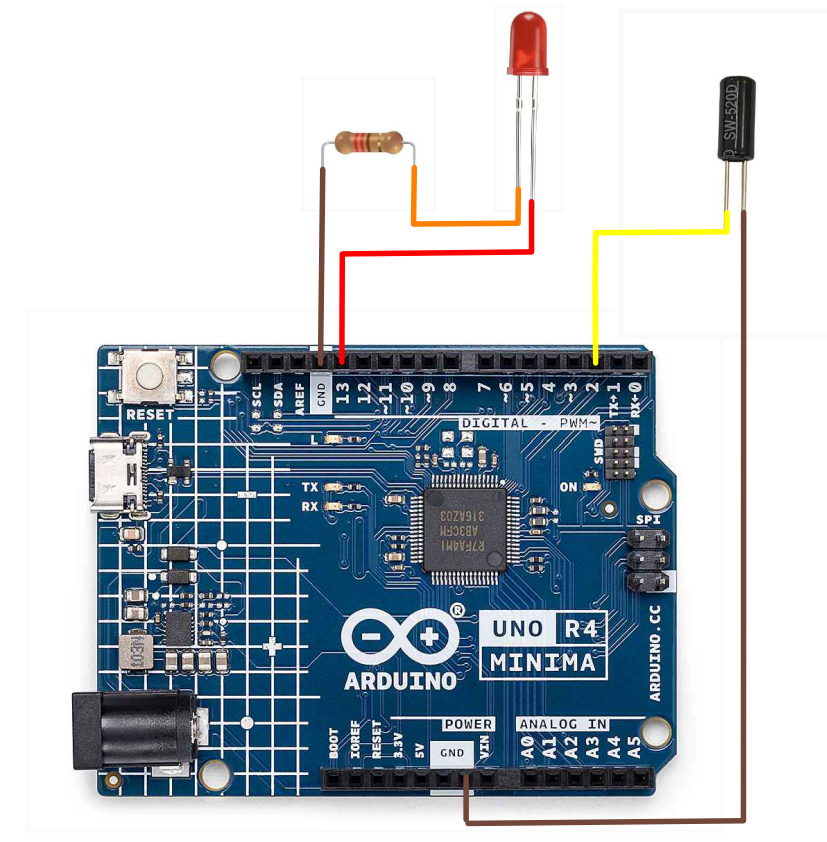 SW-520D
SCL
SDA
AREF
GND
13
12
~11
~10
~9
8
7
~6
~5
4
~3
2
TX→1
RX←0
RESET
DIGITAL - PWM~
L
TX
RX
ON
SWD
R7FA4M1
AB3CFM
316AZ03
SPI
®
UNO R4
MINIMA
ARDUINO
ARDUINO.CC
POWER
ANALOG IN
BOOT
IOREF
RESET
3.3V
5V
GND
VIN
A0
A1
A2
A3
A4
A5